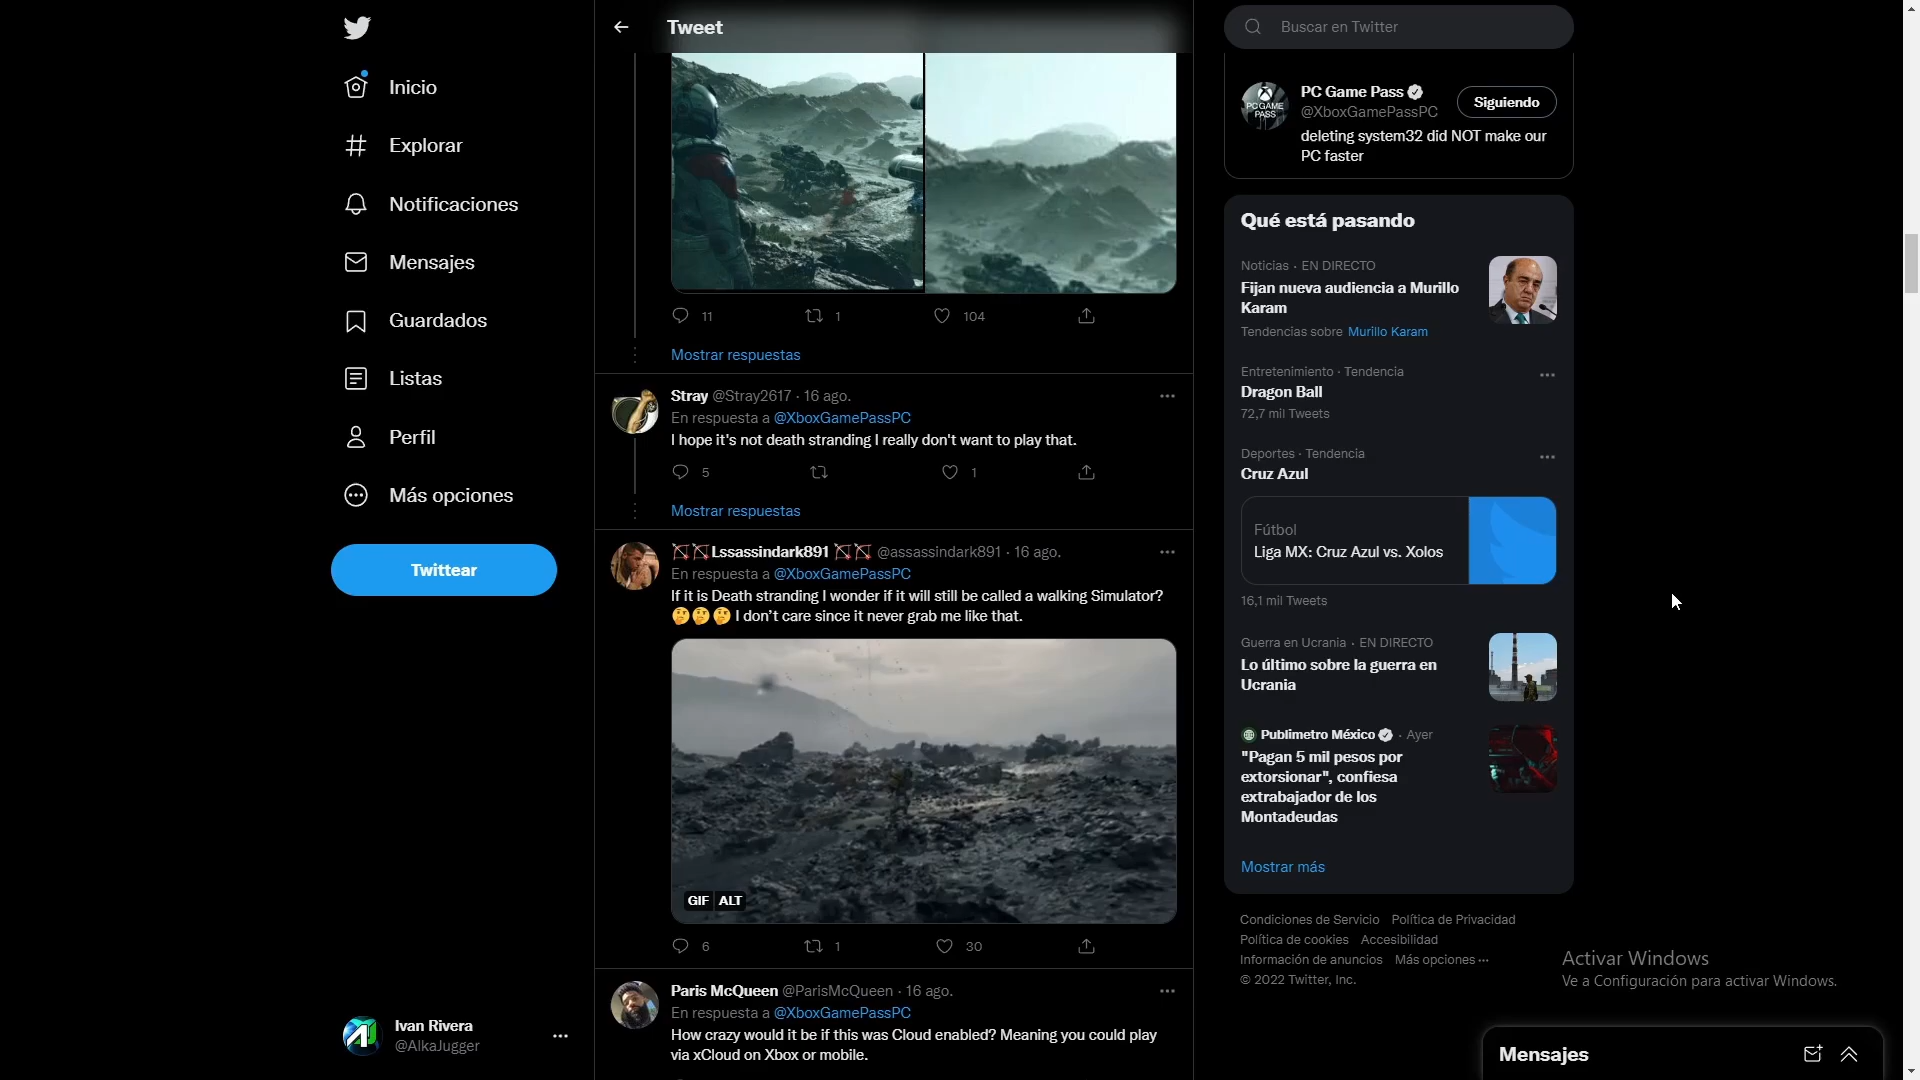 Inicio
Explorar
Notificaciones
Mensajes
Guardados
Listas
Perfil
Más opciones
Twittear
Ivan Rivera
@AlkaJugger
Tweet
11
1
104
Mostrar respuestas
Stray @Stray2617 · 16 ago.
En respuesta a @XboxGamePassPC
I hope it's not death stranding I really don't want to play that.
5
1
Mostrar respuestas
🏹🏹Lssassindark891 🏹🏹 @assassindark891 · 16 ago.
En respuesta a @XboxGamePassPC
If it is Death stranding I wonder if it will still be called a walking Simulator?
🤔🤔🤔 I don’t care since it never grab me like that.
GIF ALT
6
1
30
Paris McQueen @ParisMcQueen · 16 ago.
En respuesta a @XboxGamePassPC
How crazy would it be if this was Cloud enabled? Meaning you could play
via xCloud on Xbox or mobile.
Buscar en Twitter
PC GAME
PASS
PC Game Pass
@XboxGamePassPC
Siguiendo
deleting system32 did NOT make our
PC faster
Qué está pasando
Noticias · EN DIRECTO
Fijan nueva audiencia a Murillo
Karam
Tendencias sobre Murillo Karam
Entretenimiento · Tendencia
Dragon Ball
72,7 mil Tweets
Deportes · Tendencia
Cruz Azul
Fútbol
Liga MX: Cruz Azul vs. Xolos
16,1 mil Tweets
Guerra en Ucrania · EN DIRECTO
Lo último sobre la guerra en
Ucrania
Publimetro México · Ayer
"Pagan 5 mil pesos por
extorsionar", confiesa
extrabajador de los
Montadeudas
Mostrar más
Condiciones de Servicio Política de Privacidad
Política de cookies Accesibilidad
Información de anuncios Más opciones ···
© 2022 Twitter, Inc.
Activar Windows
Ve a Configuración para activar Windows.
Mensajes